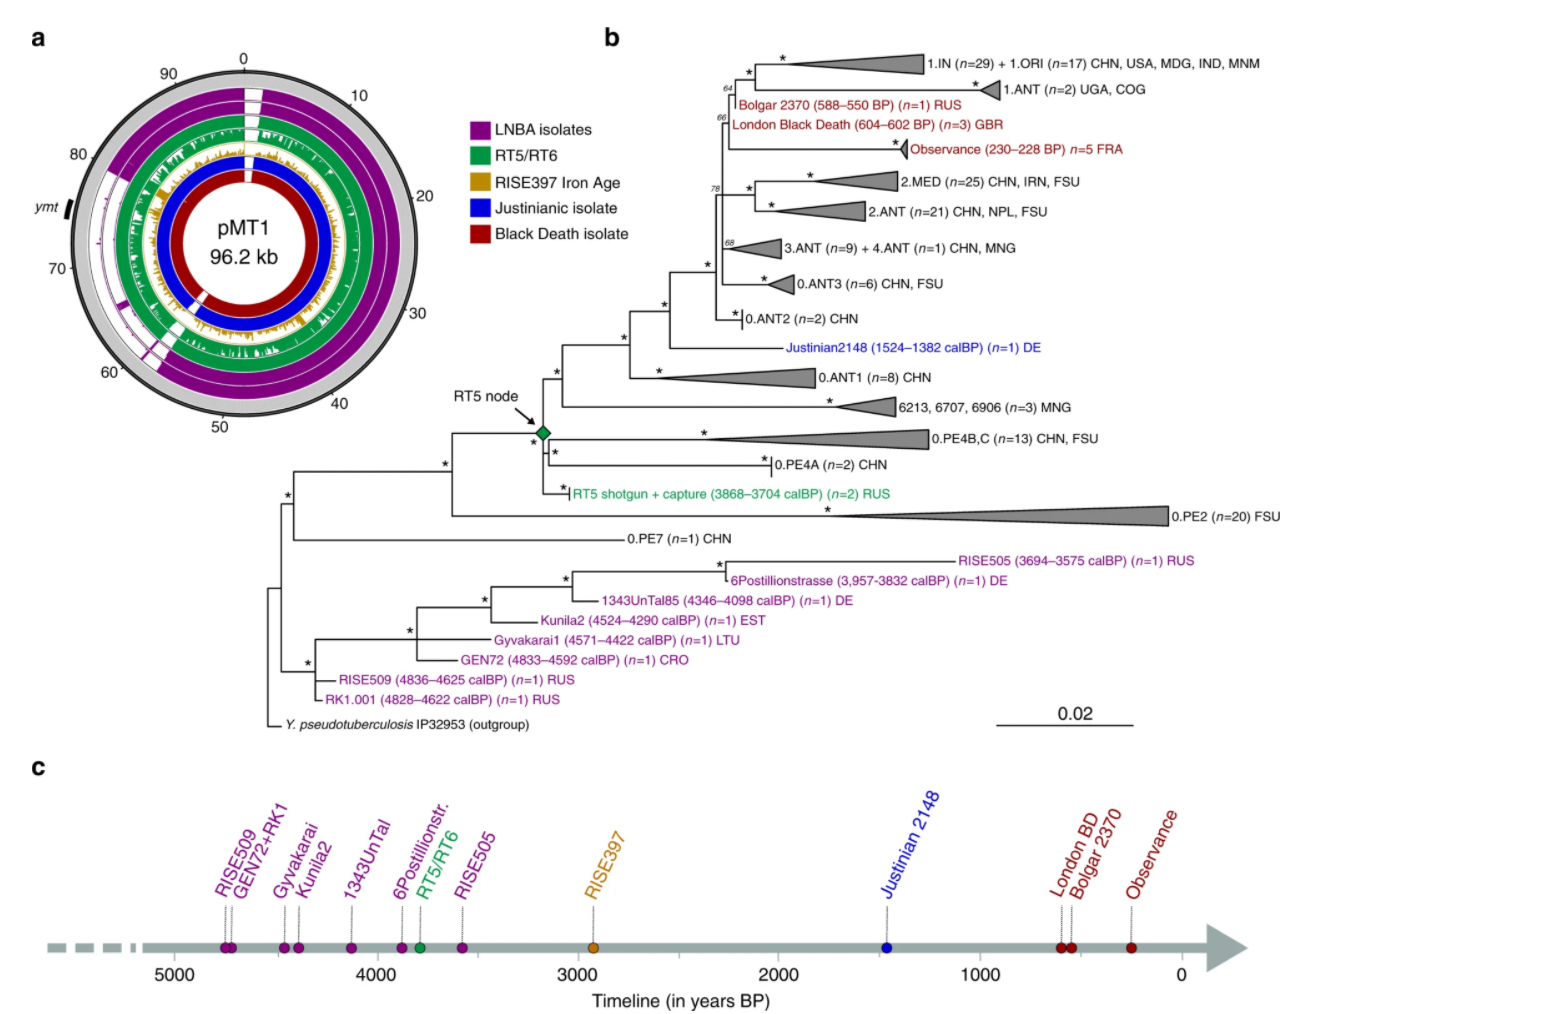 a
0
10
20
30
40
50
60
70
80
90
ymt
pMT1
96.2 kb
LNBA isolates
RT5/RT6
RISE397 Iron Age
Justinianic isolate
Black Death isolate
b
1.IN (n=29) + 1.ORI (n=17) CHN, USA, MDG, IND, MNM
1.ANT (n=2) UGA, COG
Bolgar 2370 (588–550 BP) (n=1) RUS
London Black Death (604–602 BP) (n=3) GBR
Observance (230–228 BP) n=5 FRA
2.MED (n=25) CHN, IRN, FSU
2.ANT (n=21) CHN, NPL, FSU
3.ANT (n=9) + 4.ANT (n=1) CHN, MNG
0.ANT3 (n=6) CHN, FSU
0.ANT2 (n=2) CHN
Justinian2148 (1524–1382 calBP) (n=1) DE
0.ANT1 (n=8) CHN
6213, 6707, 6906 (n=3) MNG
0.PE4B,C (n=13) CHN, FSU
0.PE4A (n=2) CHN
RT5 shotgun + capture (3868–3704 calBP) (n=2) RUS
0.PE2 (n=20) FSU
0.PE7 (n=1) CHN
RISE505 (3694–3575 calBP) (n=1) RUS
6Postillionstrasse (3,957-3832 calBP) (n=1) DE
1343UnTal85 (4346–4098 calBP) (n=1) DE
Kunila2 (4524–4290 calBP) (n=1) EST
Gyvakarai1 (4571–4422 calBP) (n=1) LTU
GEN72 (4833–4592 calBP) (n=1) CRO
RISE509 (4836–4625 calBP) (n=1) RUS
RK1.001 (4828–4622 calBP) (n=1) RUS
Y. pseudotuberculosis IP32953 (outgroup)
RT5 node
64
66
78
68
* * * * * * * * * * * * * * * * * * * * * * * * * * *
0.02
c
RISE509
GEN72+RK1
Gyvakarai
Kunila2
1343UnTal
6Postillionstr.
RT5/RT6
RISE505
RISE397
Justinian 2148
London BD
Bolgar 2370
Observance
5000
4000
3000
2000
1000
0
Timeline (in years BP)